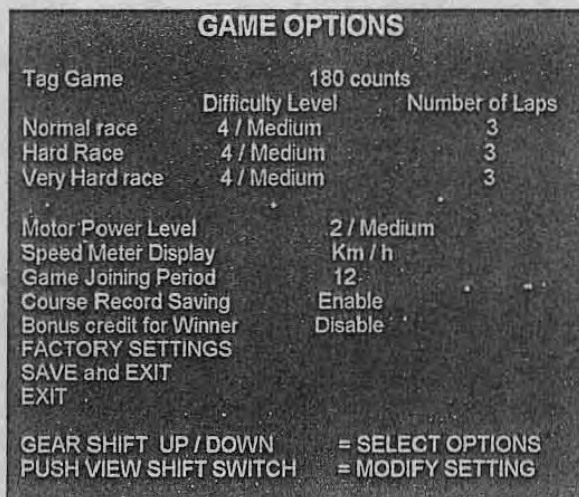 GAME OPTIONS
Tag Game 180 counts
Difficulty Level Number of Laps
Normal race 4 / Medium 3
Hard Race 4 / Medium 3
Very Hard race 4 / Medium 3
Motor Power Level 2 / Medium
Speed Meter Display Km / h
Game Joining Period 12
Course Record Saving Enable
Bonus credit for Winner Disable
FACTORY SETTINGS
SAVE and EXIT
EXIT
GEAR SHIFT UP / DOWN = SELECT OPTIONS
PUSH VIEW SHIFT SWITCH = MODIFY SETTING